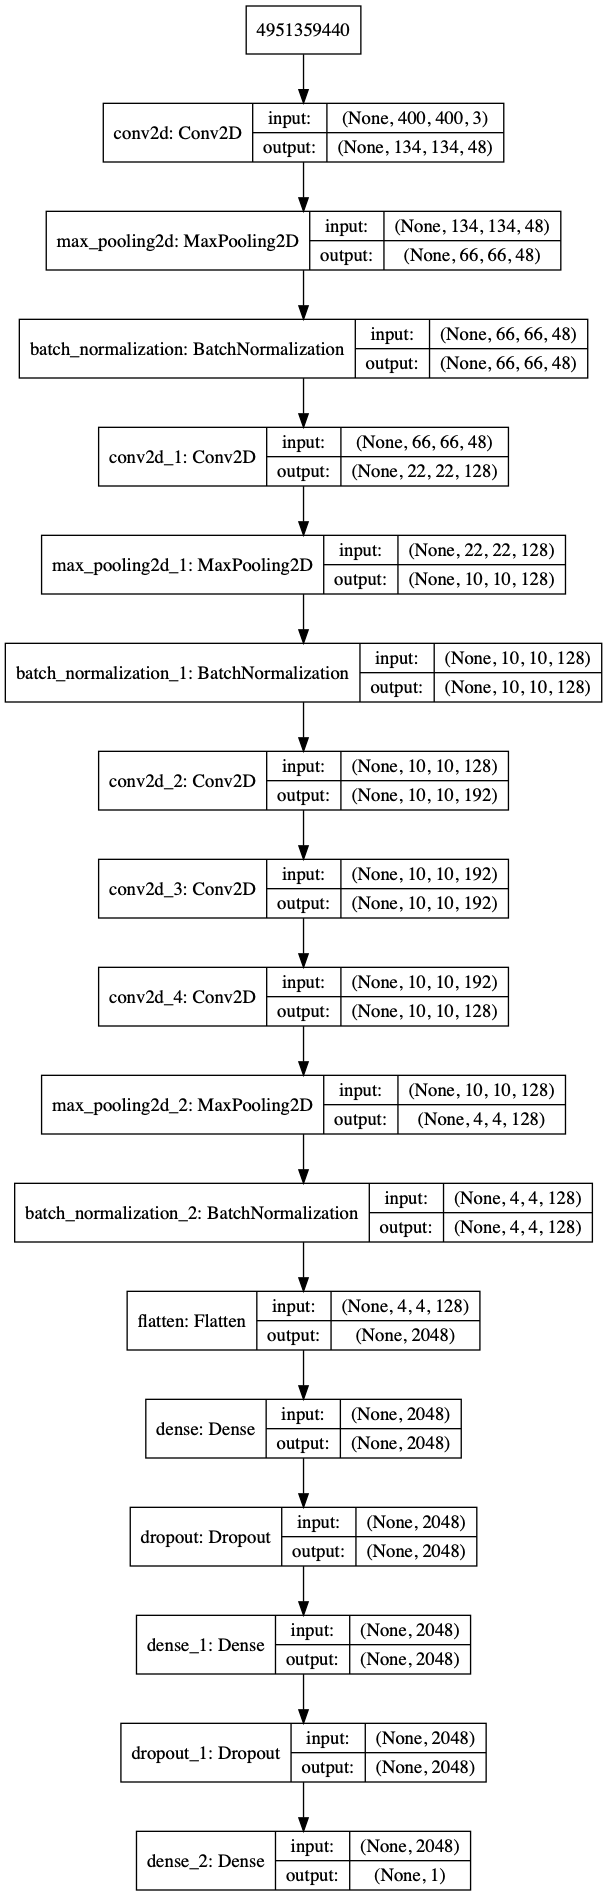 4951359440
conv2d: Conv2D
input: (None, 400, 400, 3)
output: (None, 134, 134, 48)
max_pooling2d: MaxPooling2D
input: (None, 134, 134, 48)
output: (None, 66, 66, 48)
batch_normalization: BatchNormalization
input: (None, 66, 66, 48)
output: (None, 66, 66, 48)
conv2d_1: Conv2D
input: (None, 66, 66, 48)
output: (None, 22, 22, 128)
max_pooling2d_1: MaxPooling2D
input: (None, 22, 22, 128)
output: (None, 10, 10, 128)
batch_normalization_1: BatchNormalization
input: (None, 10, 10, 128)
output: (None, 10, 10, 128)
conv2d_2: Conv2D
input: (None, 10, 10, 128)
output: (None, 10, 10, 192)
conv2d_3: Conv2D
input: (None, 10, 10, 192)
output: (None, 10, 10, 192)
conv2d_4: Conv2D
input: (None, 10, 10, 192)
output: (None, 10, 10, 128)
max_pooling2d_2: MaxPooling2D
input: (None, 10, 10, 128)
output: (None, 4, 4, 128)
batch_normalization_2: BatchNormalization
input: (None, 4, 4, 128)
output: (None, 4, 4, 128)
flatten: Flatten
input: (None, 4, 4, 128)
output: (None, 2048)
dense: Dense
input: (None, 2048)
output: (None, 2048)
dropout: Dropout
input: (None, 2048)
output: (None, 2048)
dense_1: Dense
input: (None, 2048)
output: (None, 2048)
dropout_1: Dropout
input: (None, 2048)
output: (None, 2048)
dense_2: Dense
input: (None, 2048)
output: (None, 1)